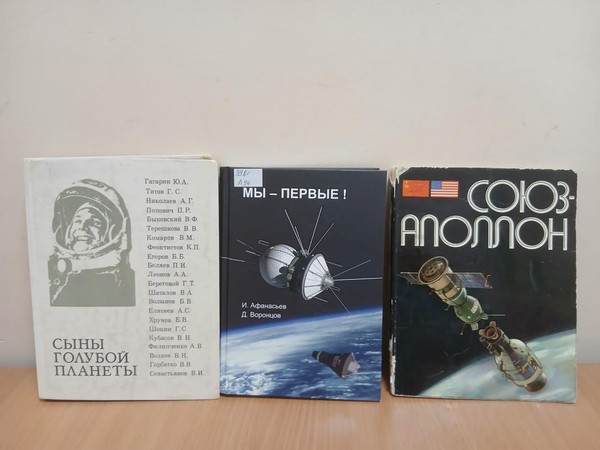 Гагарин Ю.А.
Титов Г.С.
Николаев А.Г.
Попович П.Р.
Быковский В.Ф.
Терешкова В.В.
Комаров В.М.
Феоктистов К.П.
Егоров Б.Б.
Беляев П.И.
Леонов А.А.
Береговой Г.Т.
Шаталов В.А.
Волынов Б.В.
Елисеев А.С.
Хрунов Е.В.
Шонин Г.С.
Кубасов В.Н.
Филипченко А.В.
Волков В.Н.
Горбатко В.В.
Севастьянов В.И.
СЫНЫ
ГОЛУБОЙ
ПЛАНЕТЫ
МЫ – ПЕРВЫЕ !
И. Афанасьев
Д. Воронцов
СОЮЗ-
АПОЛЛОН